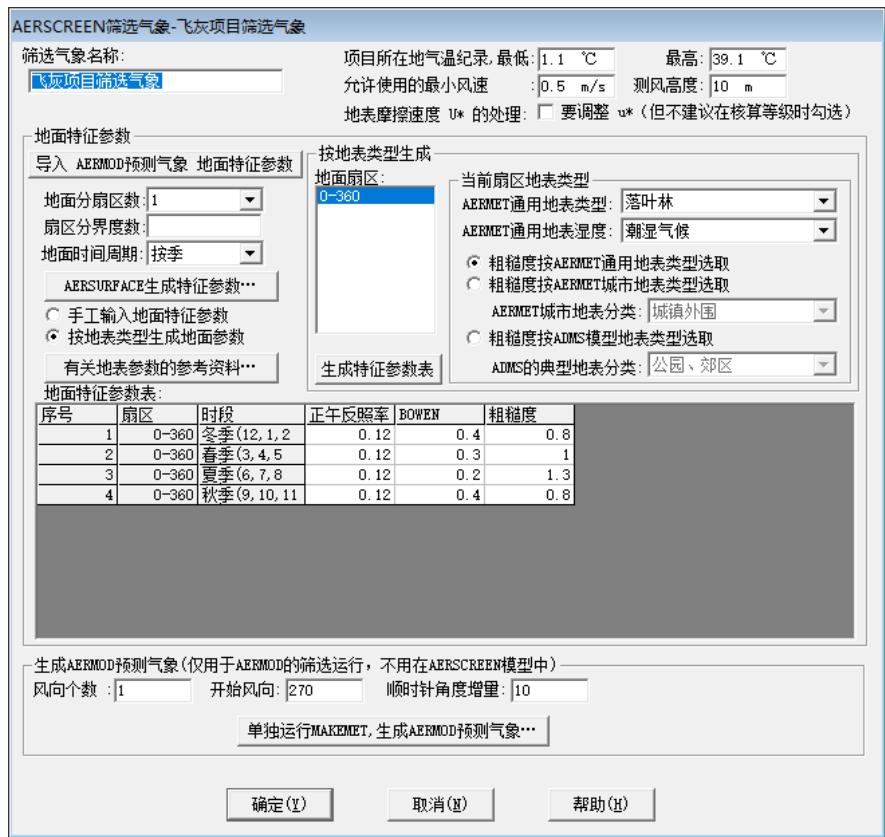 AERSCREEN筛选气象-飞灰项目筛选气象
筛选气象名称:
飞灰项目筛选气象
项目所在地气温纪录,最低: 1.1 ℃ 最高: 39.1 ℃
允许使用的最小风速 : 0.5 m/s 测风高度: 10 m
地表摩擦速度 U* 的处理: 要调整 u*(但不建议在核算等级时勾选)
地面特征参数
导入 AERMOD预测气象 地面特征参数
地面分扇区数: 1
扇区分界度数:
地面时间周期: 按季
AERSURFACE生成特征参数…
手工输入地面特征参数
按地表类型生成地面参数
有关地表参数的参考资料…
按地表类型生成
地面扇区:
0-360
生成特征参数表
当前扇区地表类型
AERMET通用地表类型: 落叶林
AERMET通用地表湿度: 潮湿气候
粗糙度按AERMET通用地表类型选取
粗糙度按AERMET城市地表类型选取
AERMET城市地表分类: 城镇外围
粗糙度按ADMS模型地表类型选取
ADMS的典型地表分类: 公园、郊区
地面特征参数表:
序号 扇区 时段 正午反照率 BOWEN 粗糙度
1 0-360 冬季(12,1,2 0.12 0.4 0.8
2 0-360 春季(3,4,5 0.12 0.3 1
3 0-360 夏季(6,7,8 0.12 0.2 1.3
4 0-360 秋季(9,10,11 0.12 0.4 0.8
生成AERMOD预测气象(仅用于AERMOD的筛选运行，不用在AERSCREEN模型中)
风向个数 : 1 开始风向: 270 顺时针角度增量: 10
单独运行MAKEMET,生成AERMOD预测气象…
确定(Y) 取消(N) 帮助(H)